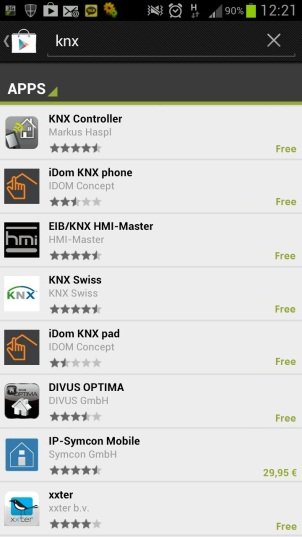 90% 12:21
knx
APPS
KNX Controller
Markus Haspl
Free
iDom KNX phone
IDOM Concept
Free
hmi
EIB/KNX HMI-Master
HMI-Master
Free
KNX
KNX Swiss
KNX Swiss
Free
iDom KNX pad
IDOM Concept
Free
OPTIMA
DIVUS OPTIMA
DIVUS GmbH
Free
IP-Symcon Mobile
Symcon GmbH
29,95 €
xxter
xxter
xxter b.v.
Free